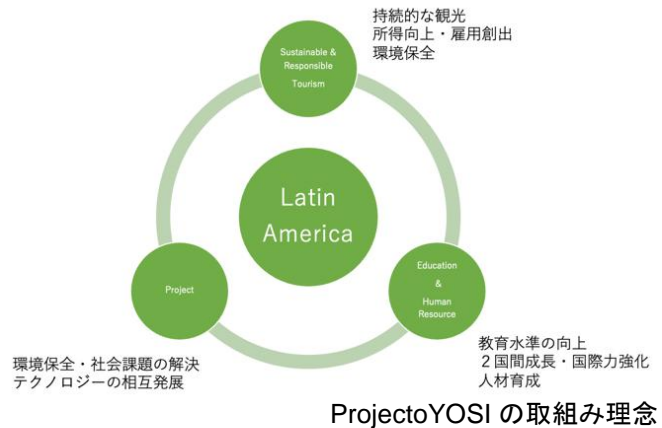 持続的な観光
所得向上・雇用創出
環境保全
Sustainable &
Responsible
Tourism
Latin
America
Project
Education
&
Human
Resource
環境保全・社会課題の解決
テクノロジーの相互発展
教育水準の向上
２国間成長・国際力強化
人材育成
ProjectoYOSI の取組み理念